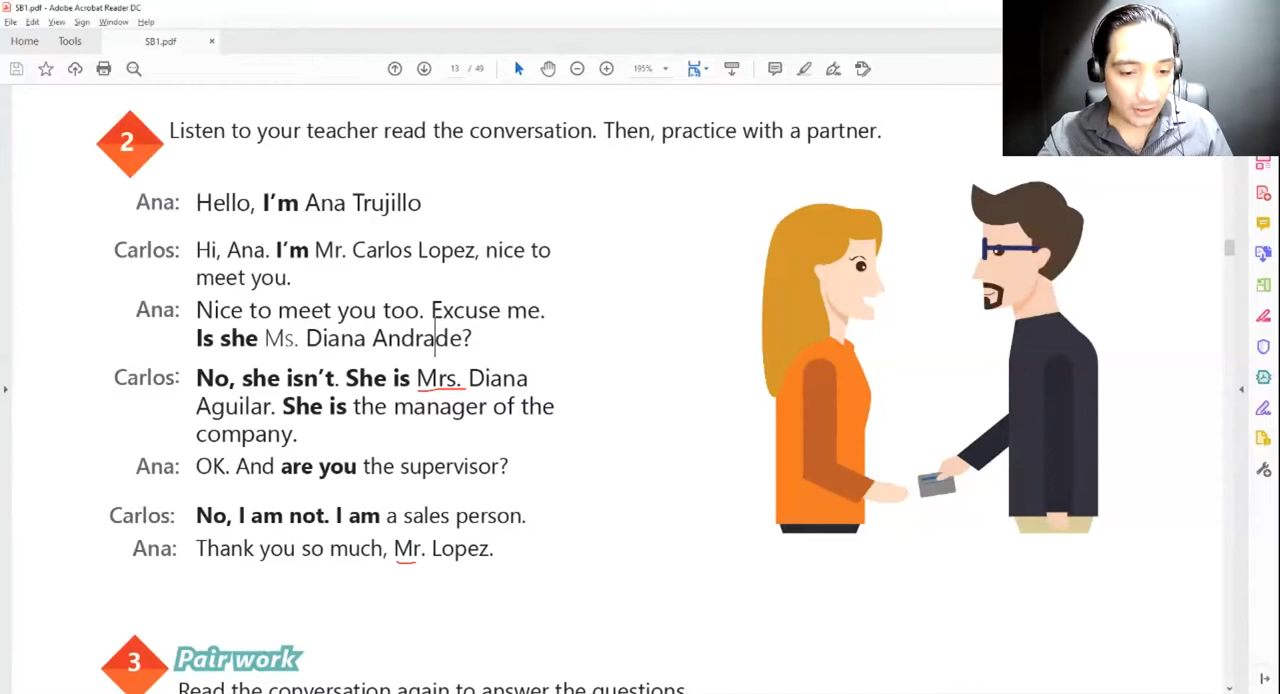 SB1.pdf - Adobe Acrobat Reader DC
File Edit View Sign Window Help
Home Tools SB1.pdf ×
13 / 49 195%
2 Listen to your teacher read the conversation. Then, practice with a partner.
Ana: Hello, I'm Ana Trujillo
Carlos: Hi, Ana. I'm Mr. Carlos Lopez, nice to
meet you.
Ana: Nice to meet you too. Excuse me.
Is she Ms. Diana Andrade?
Carlos: No, she isn't. She is Mrs. Diana
Aguilar. She is the manager of the
company.
Ana: OK. And are you the supervisor?
Carlos: No, I am not. I am a sales person.
Ana: Thank you so much, Mr. Lopez.
3 Pair work
Read the conversation again to answer the questions.